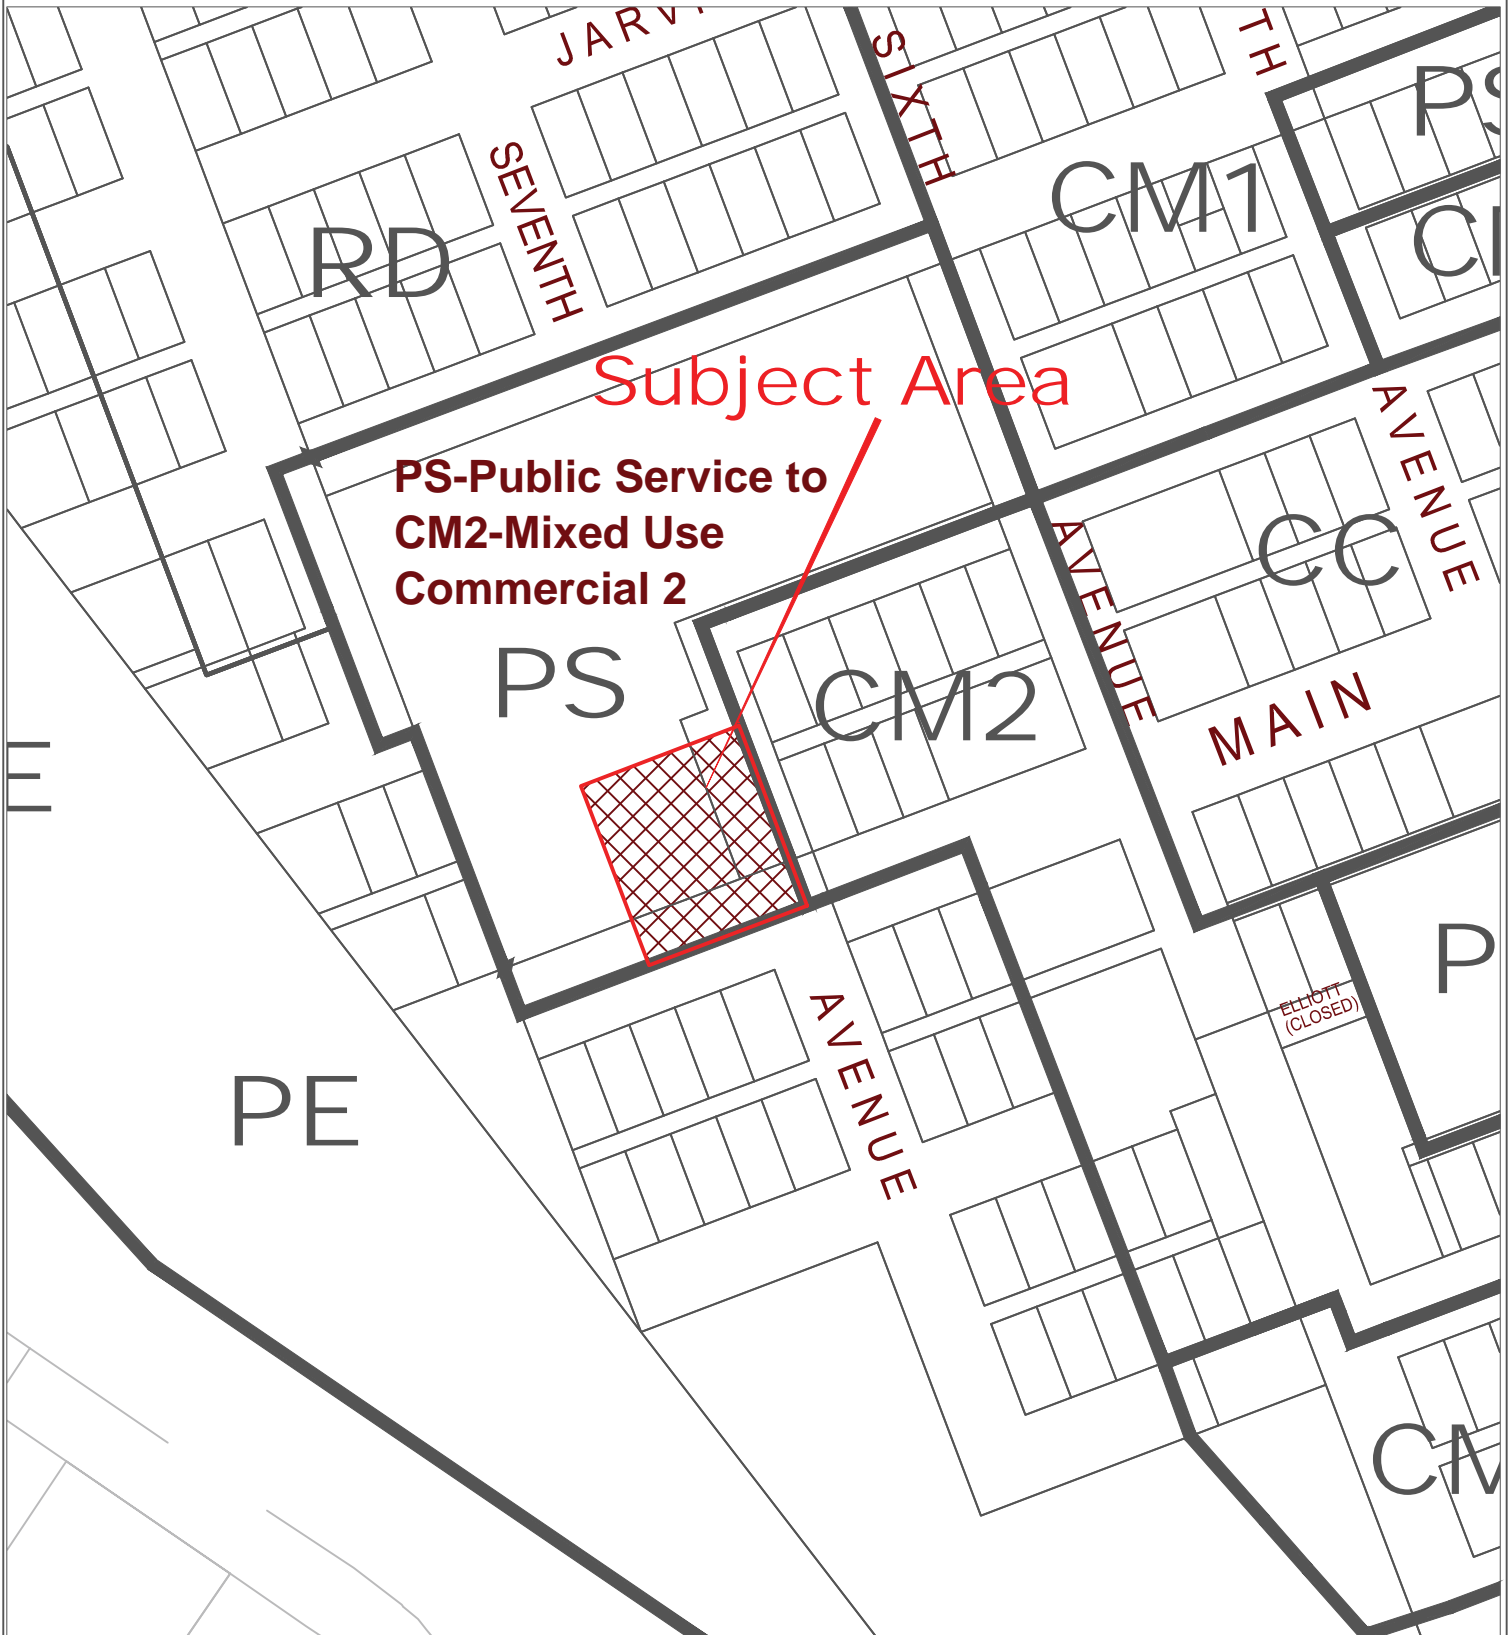 JARV
SIXTH
TH
PS
SEVENTH
CM1
RD
Subject Area
AVENUE
PS-Public Service to
CM2-Mixed Use
Commercial 2
CC
AVENUE
PS
CM2
MAIN
E
P
ELLIOTT
(CLOSED)
AVENUE
PE
CM